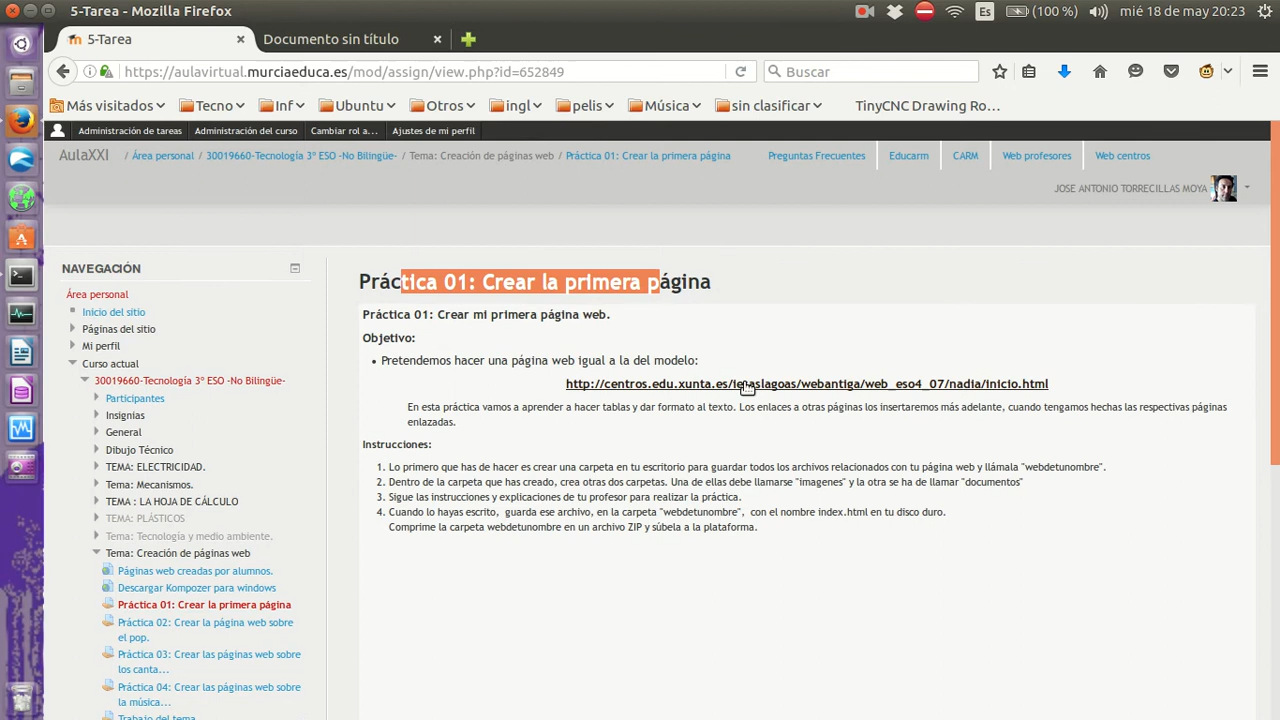 5-Tarea - Mozilla Firefox
Es
(100 %)
mié 18 de may 20:23
5-Tarea
Documento sin título
https://aulavirtual.murciaeduca.es/mod/assign/view.php?id=652849
Buscar
Más visitados
Tecno
Inf
Ubuntu
Otros
ingl
pelis
Música
sin clasificar
TinyCNC Drawing Ro...
Administración de tareas
Administración del curso
Cambiar rol a...
Ajustes de mi perfil
AulaXXI
/ Área personal / 30019660-Tecnología 3º ESO -No Bilingüe- / Tema: Creación de páginas web / Práctica 01: Crear la primera página
Preguntas Frecuentes
Educarm
CARM
Web profesores
Web centros
JOSE ANTONIO TORRECILLAS MOYA
NAVEGACIÓN
Área personal
Inicio del sitio
Páginas del sitio
Mi perfil
Curso actual
30019660-Tecnología 3º ESO -No Bilingüe-
Participantes
Insignias
General
Dibujo Técnico
TEMA: ELECTRICIDAD.
Tema: Mecanismos.
TEMA : LA HOJA DE CÁLCULO
TEMA: PLÁSTICOS
Tema: Tecnología y medio ambiente.
Tema: Creación de páginas web
Páginas web creadas por alumnos.
Descargar Kompozer para windows
Práctica 01: Crear la primera página
Práctica 02: Crear la página web sobre
el pop.
Práctica 03: Crear las páginas web sobre
los canta...
Práctica 04: Crear las páginas web sobre
la música...
Trabajo del tema
Práctica 01: Crear la primera página
Práctica 01: Crear mi primera página web.
Objetivo:
• Pretendemos hacer una página web igual a la del modelo:
http://centros.edu.xunta.es/iesaslagoas/webantiga/web_eso4_07/nadia/inicio.html
En esta práctica vamos a aprender a hacer tablas y dar formato al texto. Los enlaces a otras páginas los insertaremos más adelante, cuando tengamos hechas las respectivas páginas
enlazadas.
Instrucciones:
1. Lo primero que has de hacer es crear una carpeta en tu escritorio para guardar todos los archivos relacionados con tu página web y llámala "webdetunombre".
2. Dentro de la carpeta que has creado, crea otras dos carpetas. Una de ellas debe llamarse "imagenes" y la otra se ha de llamar "documentos"
3. Sigue las instrucciones y explicaciones de tu profesor para realizar la práctica.
4. Cuando lo hayas escrito, guarda ese archivo, en la carpeta "webdetunombre", con el nombre index.html en tu disco duro.
Comprime la carpeta webdetunombre en un archivo ZIP y súbela a la plataforma.